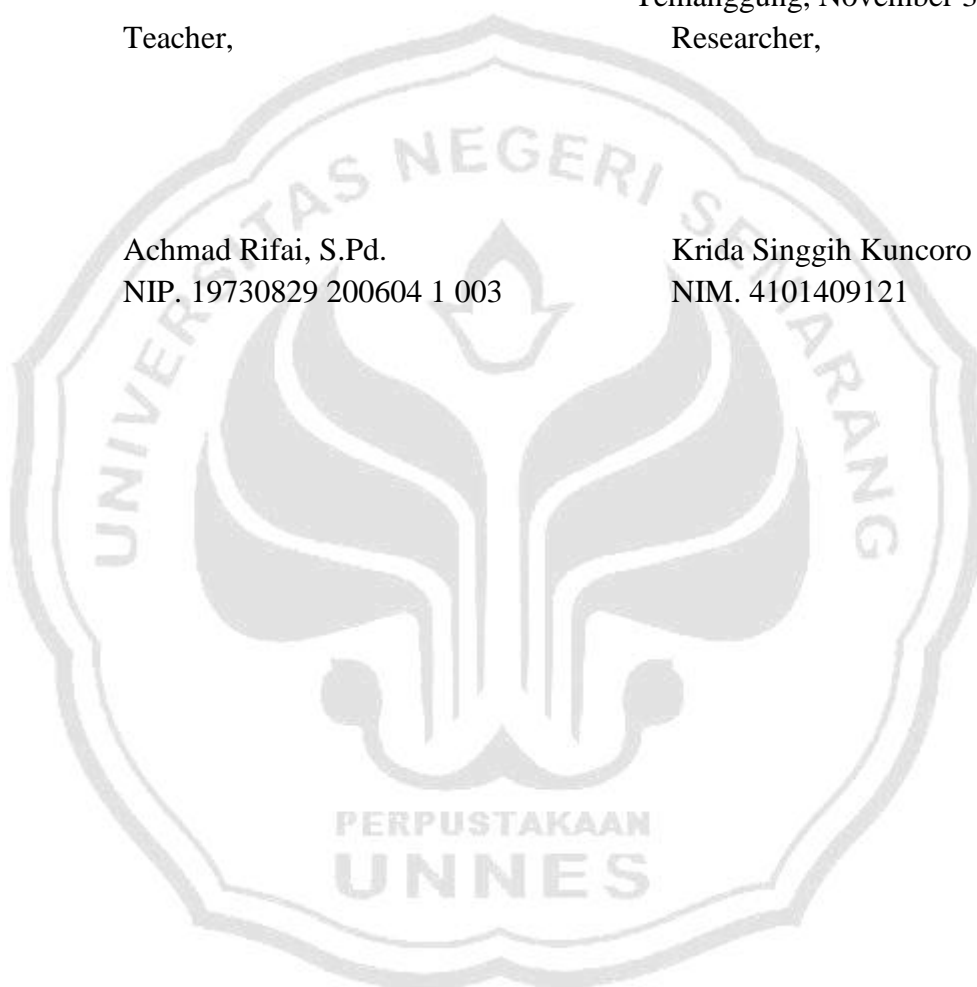 Temanggung, November 3
Teacher,
Researcher,
UNIVERSITAS NEGERI SEMARANG
Achmad Rifai, S.Pd.
Krida Singgih Kuncoro
NIP. 19730829 200604 1 003
NIM. 4101409121
PERPUSTAKAAN
UNNES